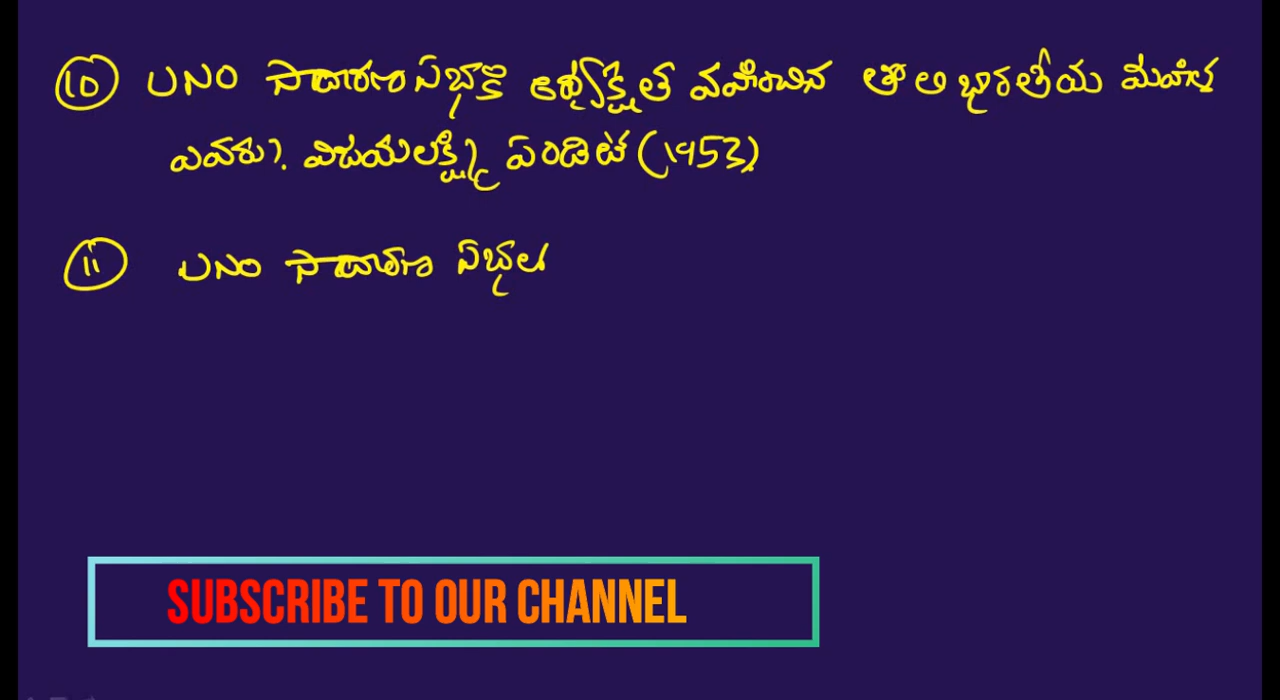 10 UNO సాదారణ సభకి అధ్యక్షత వహించిన తొలి భారతీయ మహిళ
ఎవరు? విజయలక్ష్మి పండిట్ (1953)
11 UNO సాదారణ సభలు
SUBSCRIBE TO OUR CHANNEL